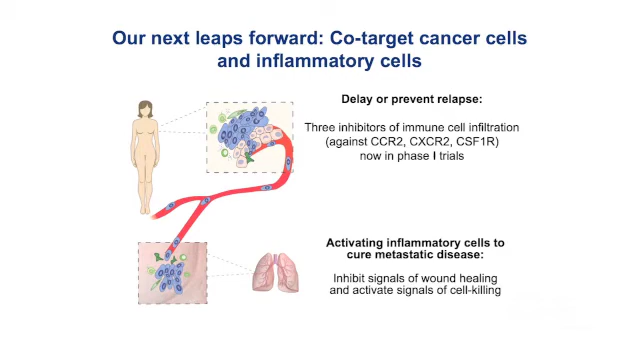 Our next leaps forward: Co-target cancer cells
and inflammatory cells
Delay or prevent relapse:
Three inhibitors of immune cell infiltration
(against CCR2, CXCR2, CSF1R)
now in phase I trials
Activating inflammatory cells to
cure metastatic disease:
Inhibit signals of wound healing
and activate signals of cell-killing